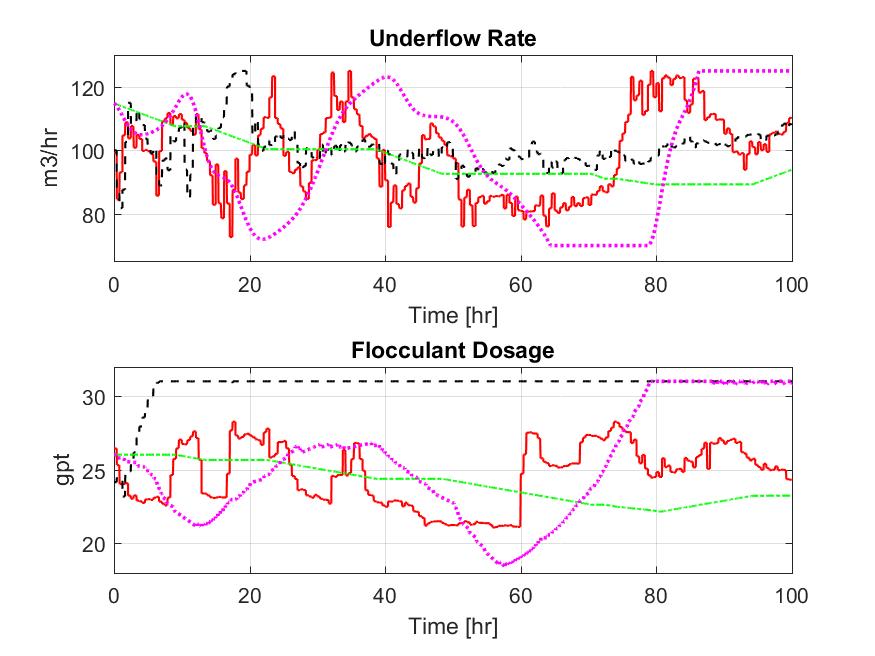 Underflow Rate
120
100
80
m3/hr
0 20 40 60 80 100
Time [hr]
Flocculant Dosage
30
25
20
gpt
0 20 40 60 80 100
Time [hr]